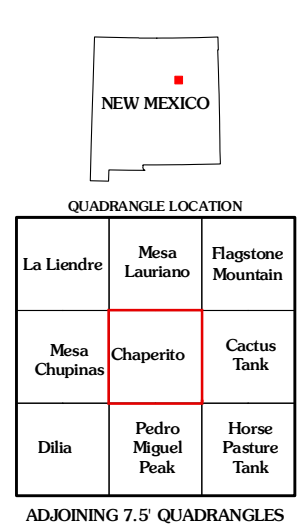 NEW MEXICO
QUADRANGLE LOCATION
La Liendre
Mesa
Lauriano
Flagstone
Mountain
Mesa
Chupinas
Chaperito
Cactus
Tank
Dilia
Pedro
Miguel
Peak
Horse
Pasture
Tank
ADJOINING 7.5' QUADRANGLES